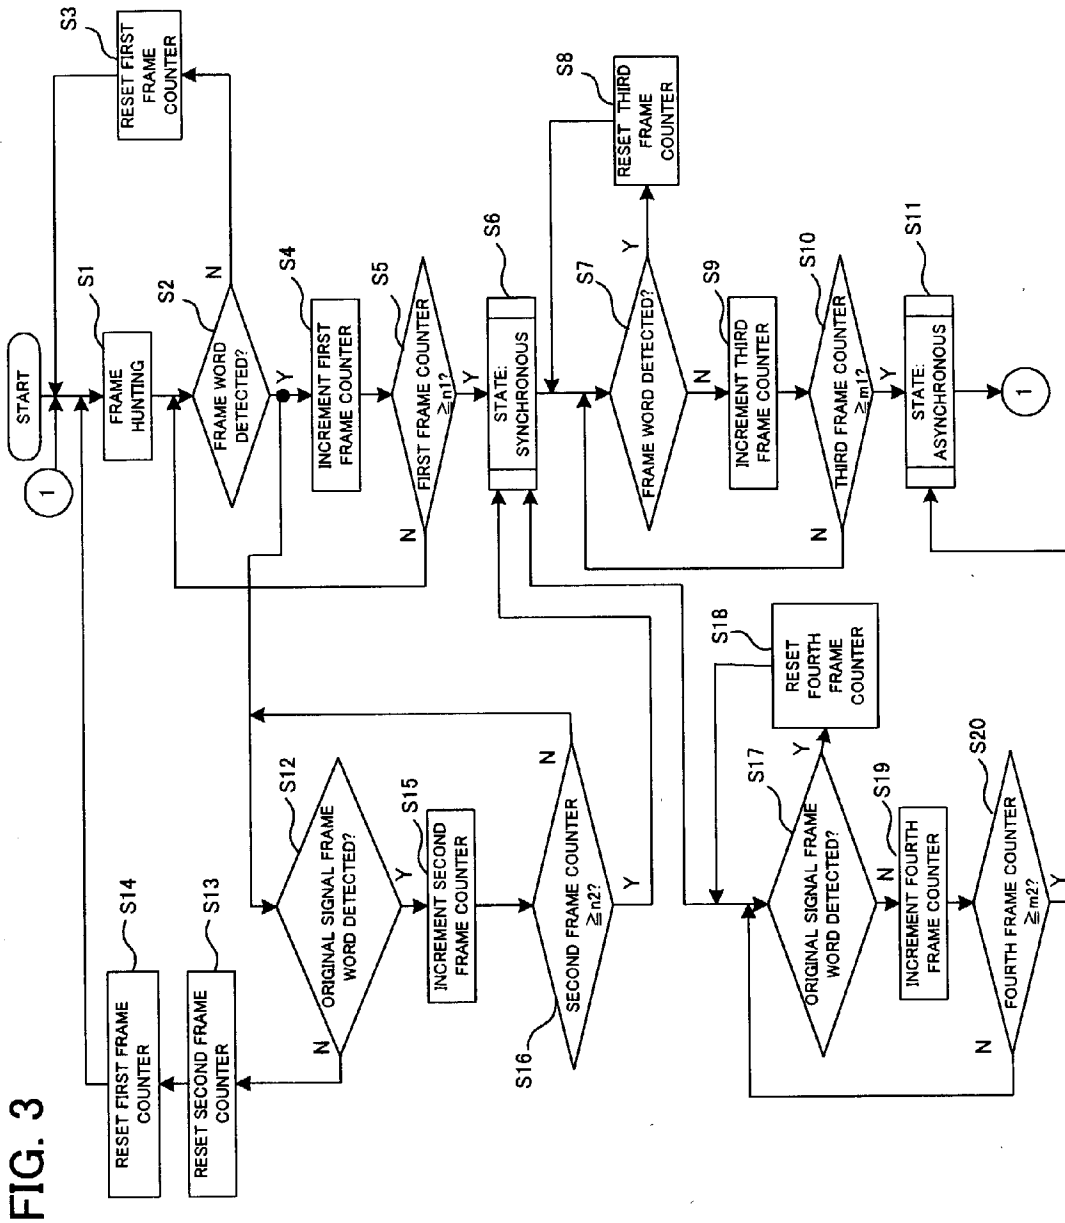 FIG. 3
START
1
S1
FRAME
HUNTING
S2
FRAME WORD
DETECTED?
N
Y
S3
RESET FIRST
FRAME
COUNTER
S4
INCREMENT FIRST
FRAME COUNTER
S5
FIRST FRAME COUNTER
≧n1?
N
Y
S6
STATE:
SYNCHRONOUS
S7
FRAME WORD DETECTED?
Y
N
S8
RESET THIRD
FRAME
COUNTER
S9
INCREMENT THIRD
FRAME COUNTER
S10
THIRD FRAME COUNTER
≧m1?
N
Y
S11
STATE:
ASYNCHRONOUS
1
S12
ORIGINAL SIGNAL FRAME
WORD DETECTED?
N
Y
S13
RESET SECOND FRAME
COUNTER
S14
RESET FIRST FRAME
COUNTER
S15
INCREMENT SECOND
FRAME COUNTER
S16
SECOND FRAME COUNTER
≧n2?
N
Y
S17
ORIGINAL SIGNAL FRAME
WORD DETECTED?
Y
N
S18
RESET
FOURTH
FRAME
COUNTER
S19
INCREMENT FOURTH
FRAME COUNTER
S20
FOURTH FRAME COUNTER
≧m2?
N
Y